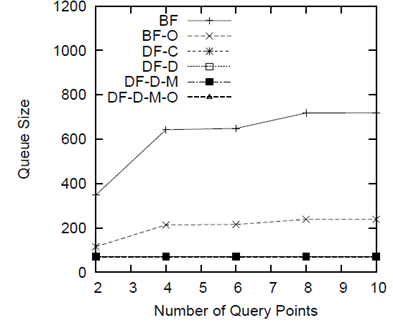 1200
1000
800
600
400
200
0
Queue Size
BF
BF-O
DF-C
DF-D
DF-D-M
DF-D-M-O
2 3 4 5 6 7 8 9 10
Number of Query Points